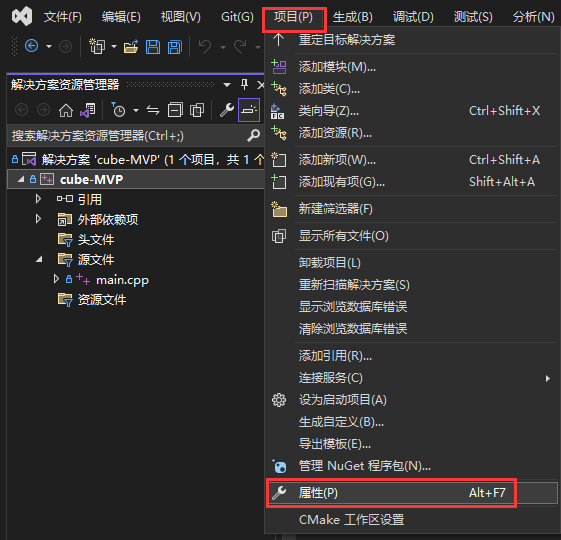 文件(F) 编辑(E) 视图(V) Git(G) 项目(P) 生成(B) 调试(D) 测试(S) 分析(N)
重定目标解决方案
解决方案资源管理器
添加模块(M)...
添加类(C)...
类向导(Z)... Ctrl+Shift+X
搜索解决方案资源管理器(Ctrl+;)
添加资源(R)...
解决方案 'cube-MVP' (1 个项目，共 1 个
添加新项(W)... Ctrl+Shift+A
cube-MVP
添加现有项(G)... Shift+Alt+A
引用
新建筛选器(F)
外部依赖项
头文件
显示所有文件(O)
源文件
卸载项目(L)
main.cpp
重新扫描解决方案(S)
资源文件
显示浏览数据库错误
清除浏览数据库错误
添加引用(R)...
连接服务(C)
设为启动项目(A)
生成自定义(B)...
导出模板(E)...
管理 NuGet 程序包(N)...
属性(P) Alt+F7
CMake 工作区设置